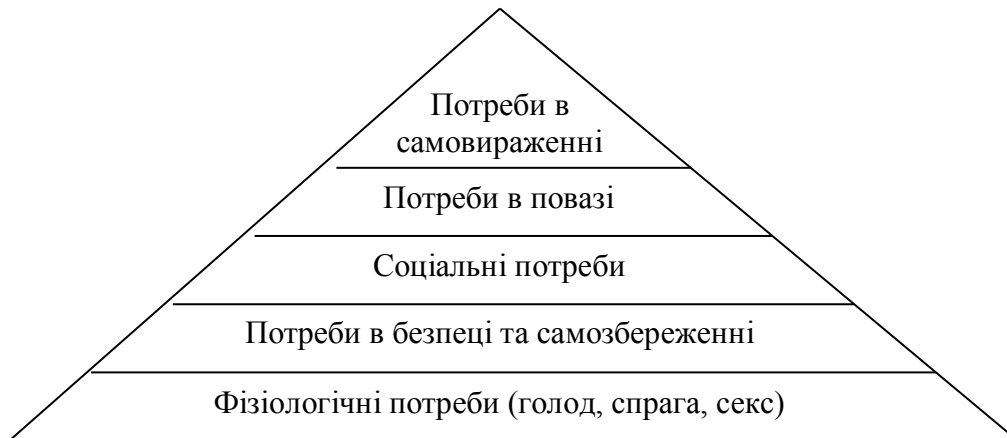 Потреби в
самовираженні
Потреби в повазі
Соціальні потреби
Потреби в безпеці та самозбереженні
Фізіологічні потреби (голод, спрага, секс)